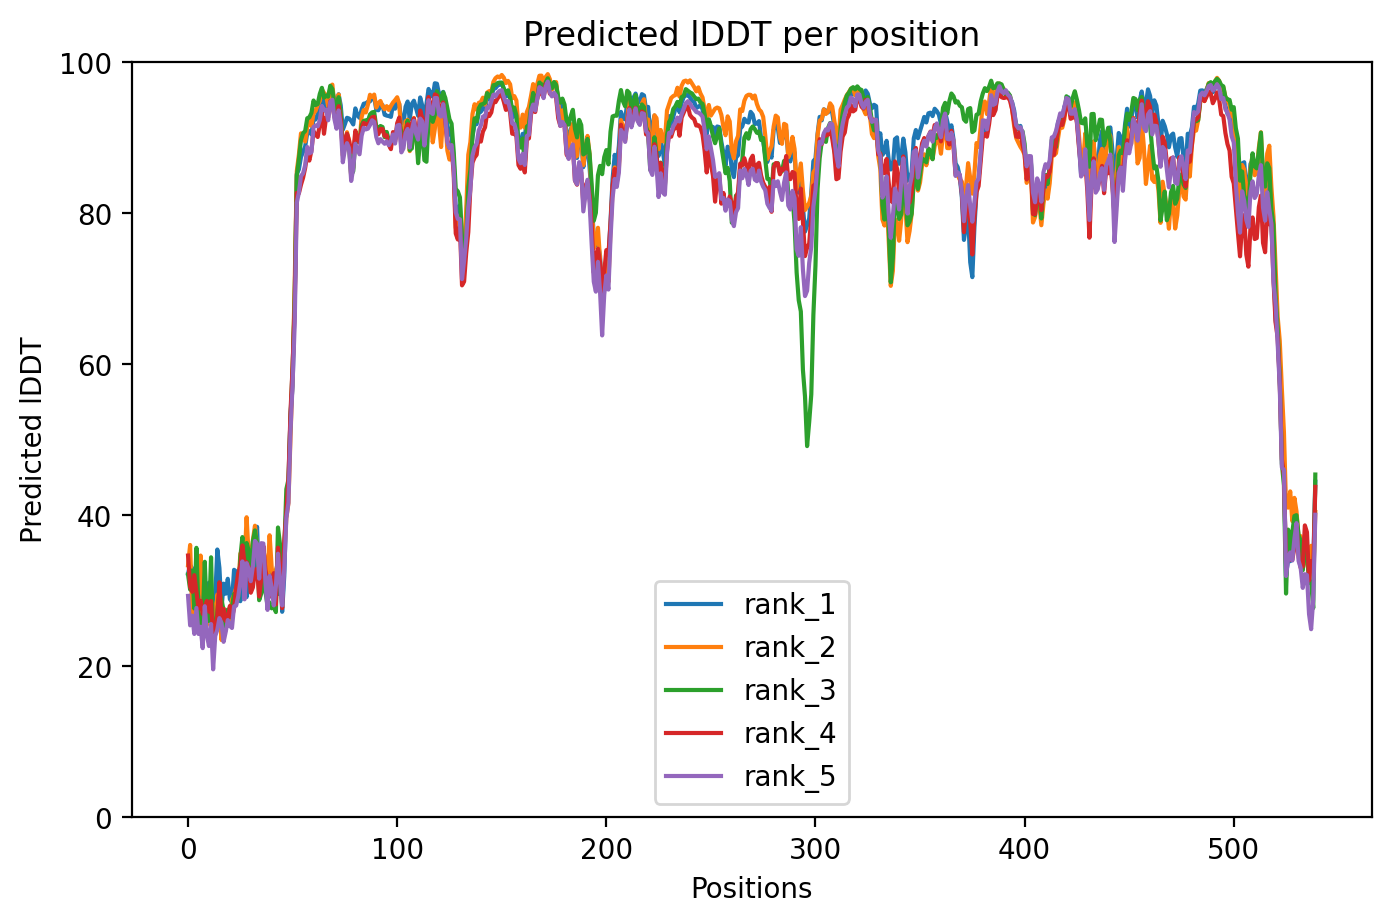 Predicted lDDT per position
100
80
60
40
20
0
Predicted lDDT
0 100 200 300 400 500
Positions
rank_1
rank_2
rank_3
rank_4
rank_5